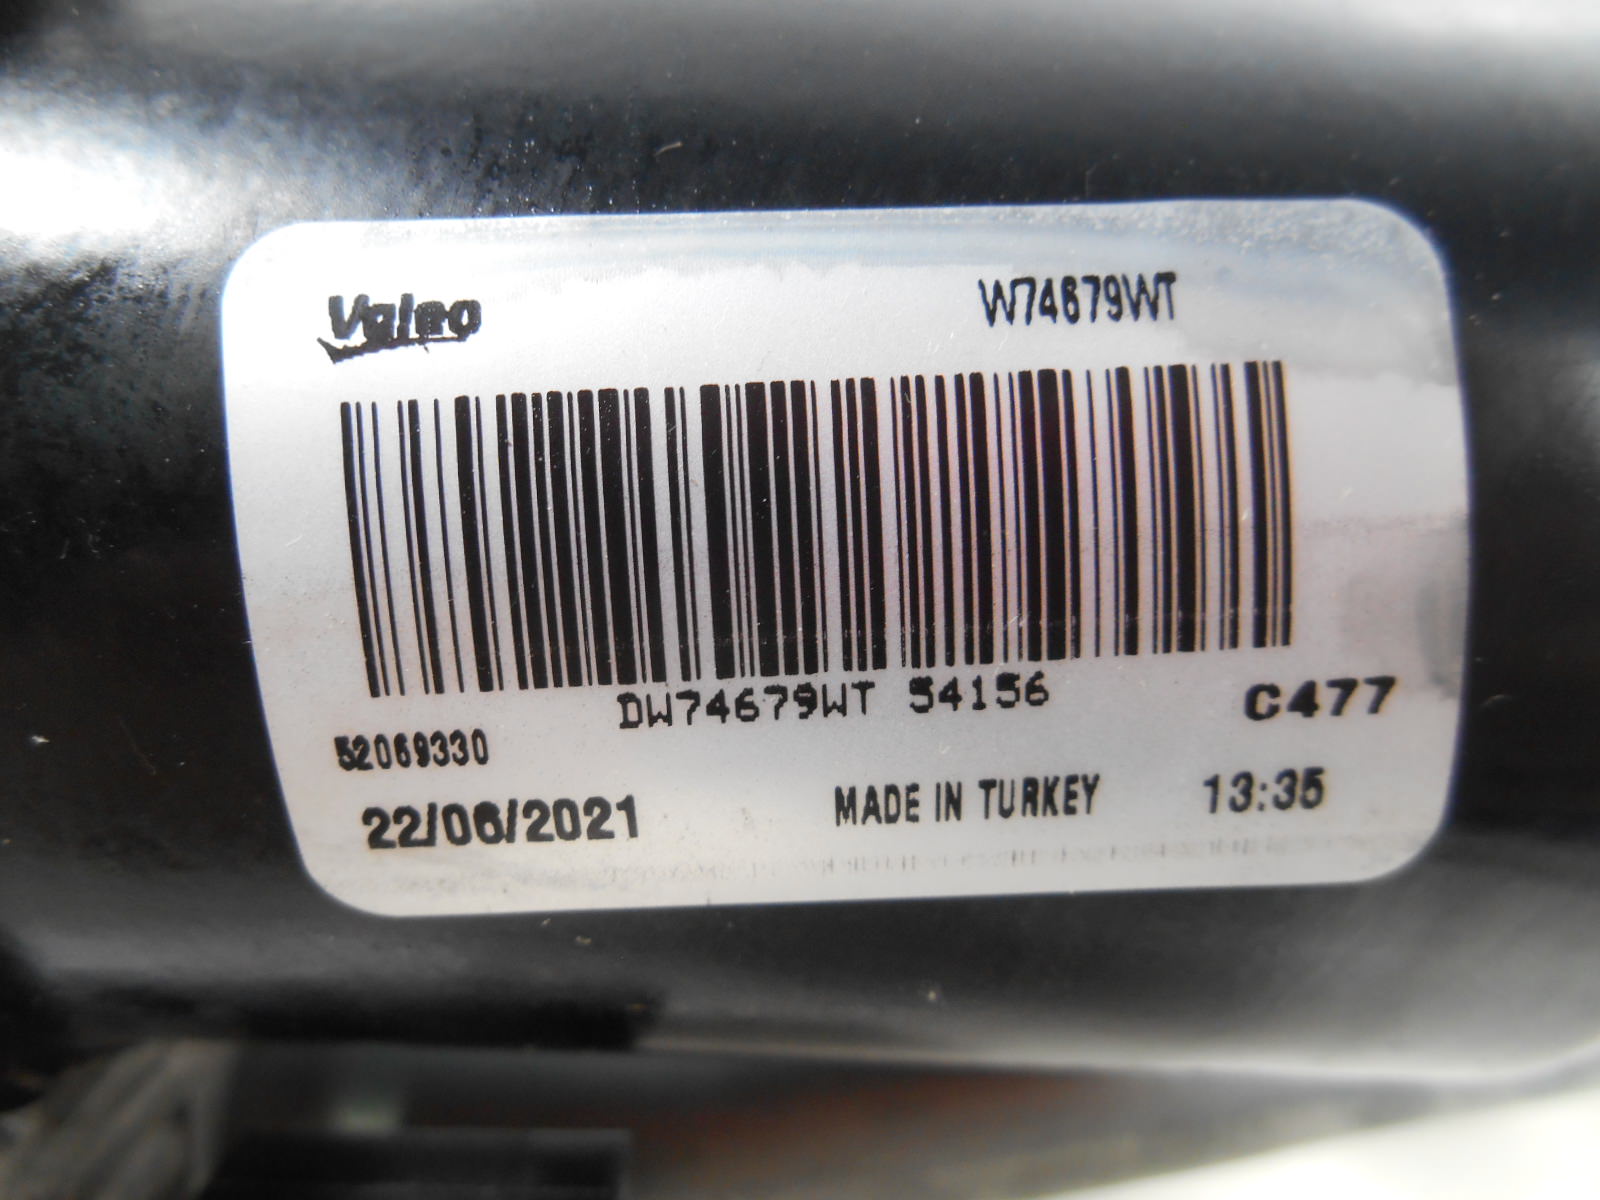 Valeo
W74679WT
DW74679WT 54156
C477
52069330
22/06/2021
MADE IN TURKEY
13:35